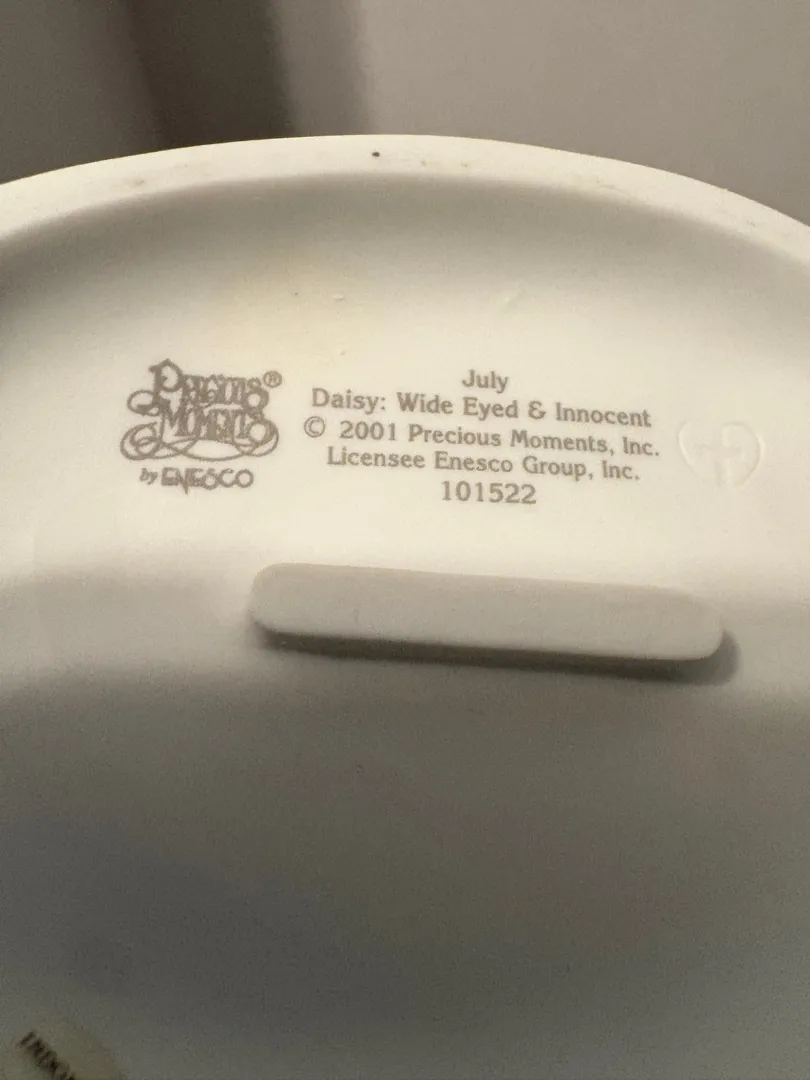 PRECIOUS MOMENTS®
by ENESCO
July
Daisy: Wide Eyed & Innocent
© 2001 Precious Moments, Inc.
Licensee Enesco Group, Inc.
101522